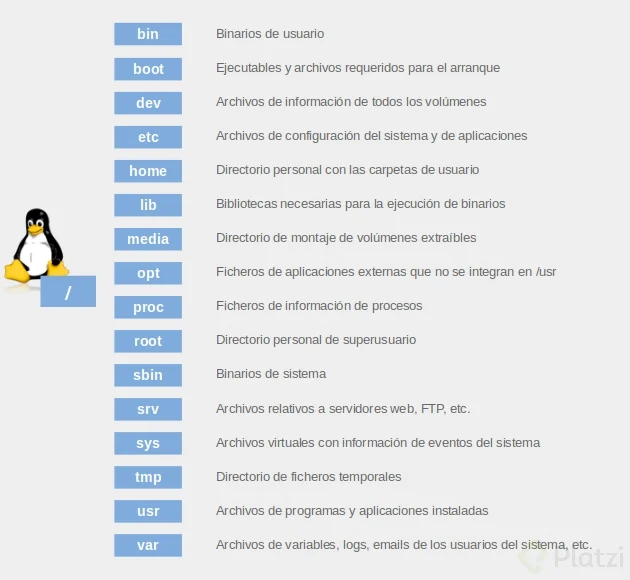 bin Binarios de usuario
boot Ejecutables y archivos requeridos para el arranque
dev Archivos de información de todos los volúmenes
etc Archivos de configuración del sistema y de aplicaciones
home Directorio personal con las carpetas de usuario
lib Bibliotecas necesarias para la ejecución de binarios
media Directorio de montaje de volúmenes extraíbles
opt Ficheros de aplicaciones externas que no se integran en /usr
/
proc Ficheros de información de procesos
root Directorio personal de superusuario
sbin Binarios de sistema
srv Archivos relativos a servidores web, FTP, etc.
sys Archivos virtuales con información de eventos del sistema
tmp Directorio de ficheros temporales
usr Archivos de programas y aplicaciones instaladas
var Archivos de variables, logs, emails de los usuarios del sistema, etc.
Platzi